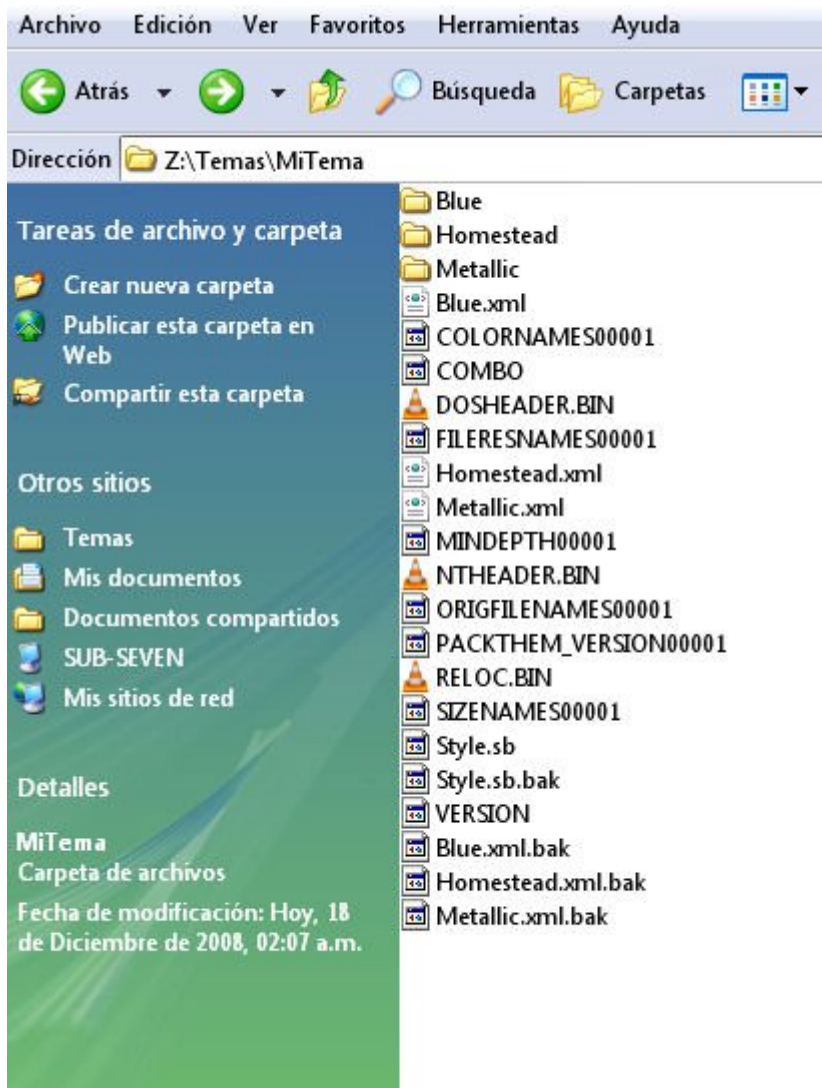 Archivo Edición Ver Favoritos Herramientas Ayuda
Atrás Búsqueda Carpetas
Dirección Z:\Temas\MiTema
Tareas de archivo y carpeta
Crear nueva carpeta
Publicar esta carpeta en
Web
Compartir esta carpeta
Otros sitios
Temas
Mis documentos
Documentos compartidos
SUB-SEVEN
Mis sitios de red
Detalles
MiTema
Carpeta de archivos
Fecha de modificación: Hoy, 18
de Diciembre de 2008, 02:07 a.m.
Blue
Homestead
Metallic
Blue.xml
COLORNAMES00001
COMBO
DOSHEADER.BIN
FILERESNAMES00001
Homestead.xml
Metallic.xml
MINDEPTH00001
NTHEADER.BIN
ORIGFILENAMES00001
PACKTHEM_VERSION00001
RELOC.BIN
SIZENAMES00001
Style.sb
Style.sb.bak
VERSION
Blue.xml.bak
Homestead.xml.bak
Metallic.xml.bak